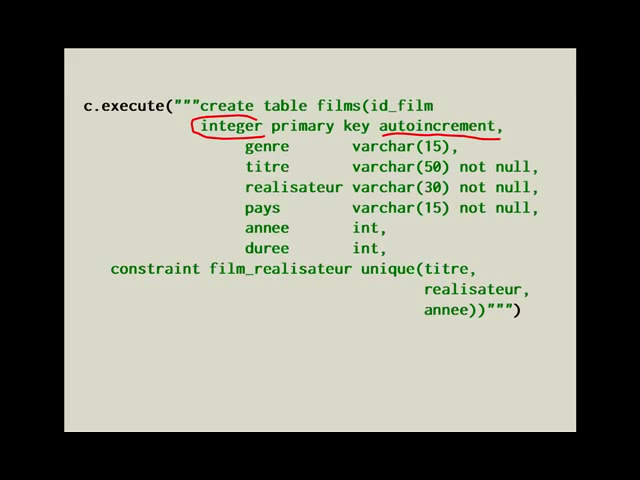 c.execute("""create table films(id_film
integer primary key autoincrement,
genre varchar(15),
titre varchar(50) not null,
realisateur varchar(30) not null,
pays varchar(15) not null,
annee int,
duree int,
constraint film_realisateur unique(titre,
realisateur,
annee))""")